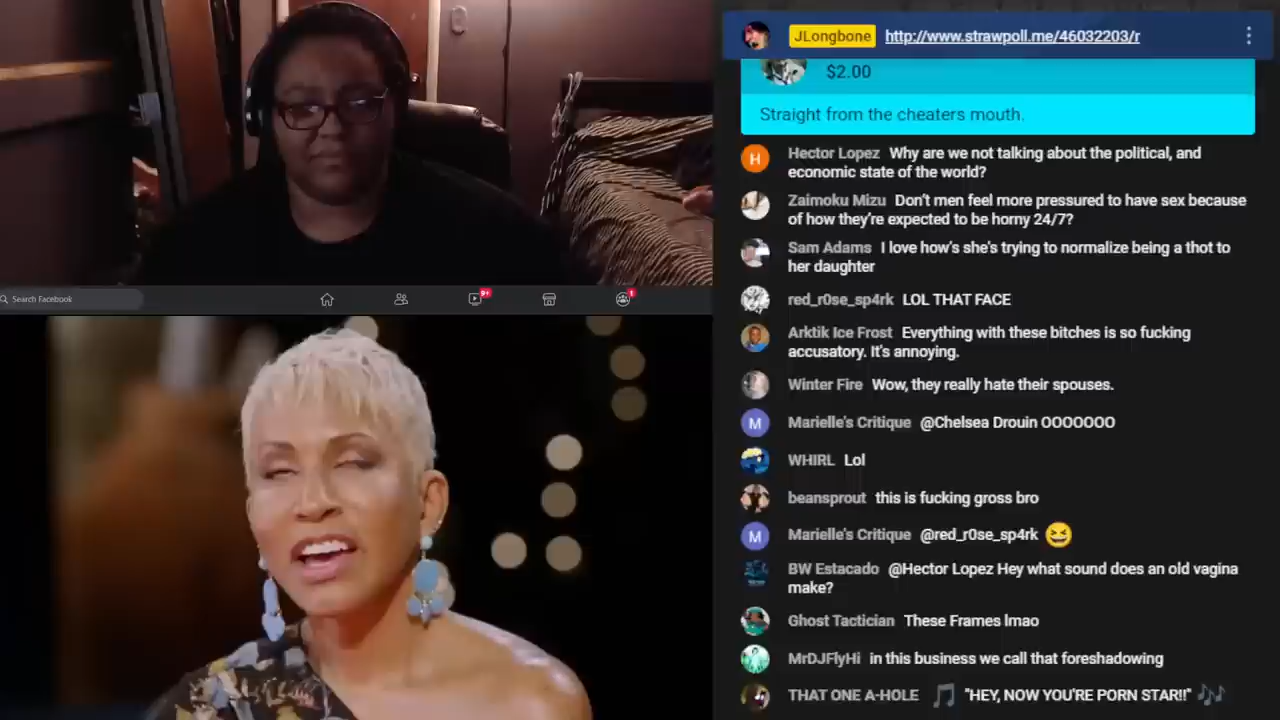 JLongbone http://www.strawpoll.me/46032203/r
$2.00
Straight from the cheaters mouth.
H Hector Lopez Why are we not talking about the political, and
economic state of the world?
Zaimoku Mizu Don't men feel more pressured to have sex because
of how they're expected to be horny 24/7?
Sam Adams I love how's she's trying to normalize being a thot to
her daughter
red_r0se_sp4rk LOL THAT FACE
Arktik Ice Frost Everything with these bitches is so fucking
accusatory. It's annoying.
Winter Fire Wow, they really hate their spouses.
M Marielle's Critique @Chelsea Drouin OOOOOOO
WHIRL Lol
beansprout this is fucking gross bro
M Marielle's Critique @red_r0se_sp4rk
BW Estacado @Hector Lopez Hey what sound does an old vagina
make?
Ghost Tactician These Frames lmao
MrDJFlyHi in this business we call that foreshadowing
THAT ONE A-HOLE "HEY, NOW YOU'RE PORN STAR!!"
Search Facebook
9+
1